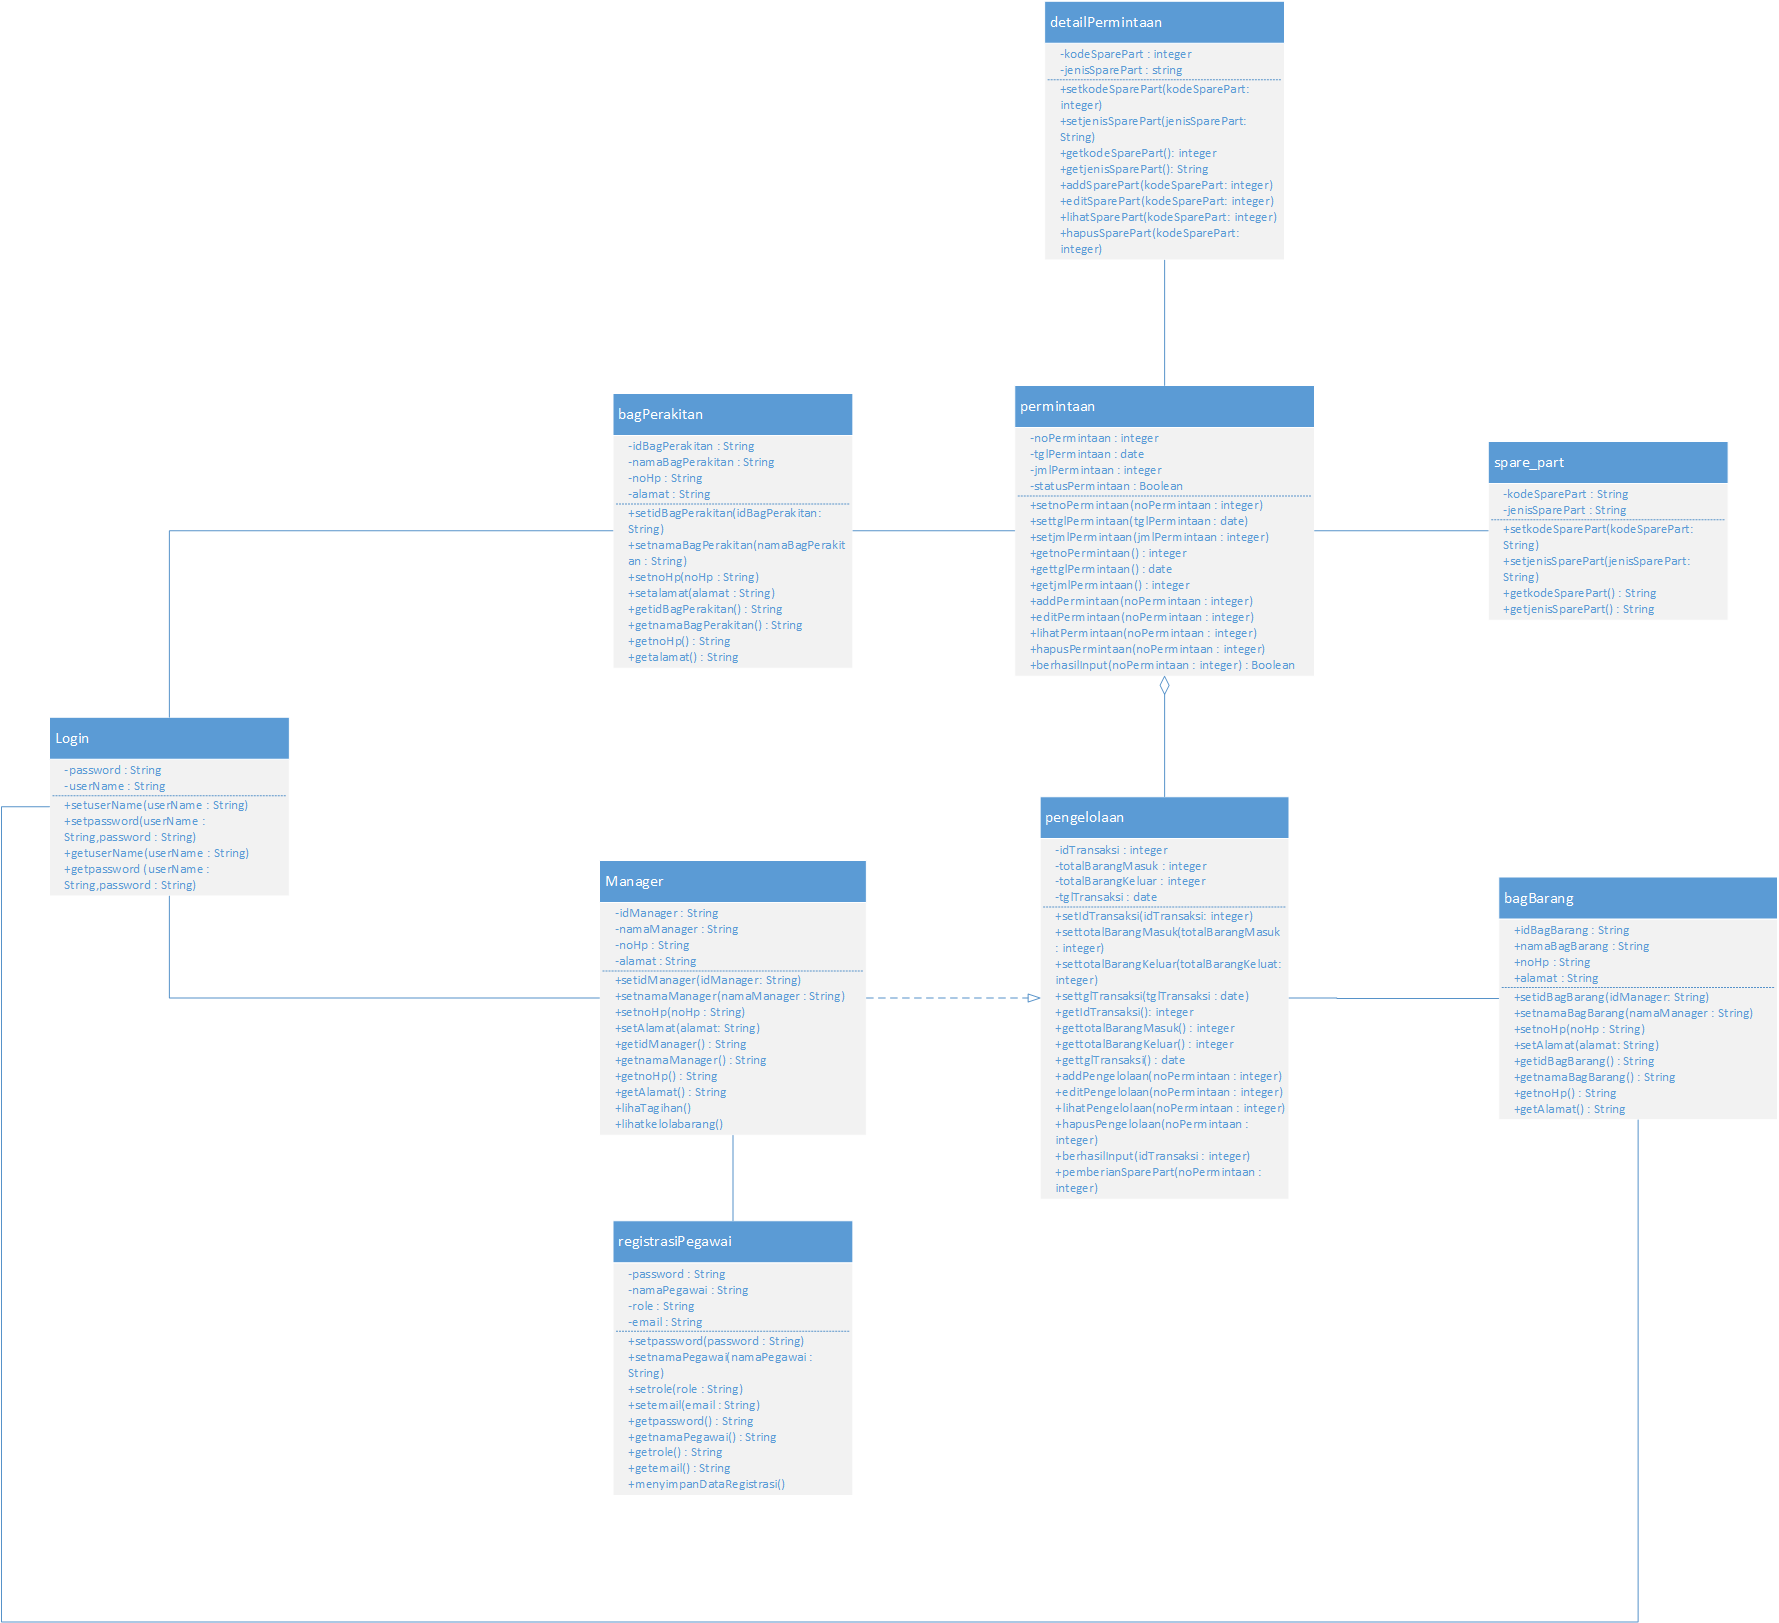 detailPermintaan
-kodeSparePart : integer
-jenisSparePart : string
+setkodeSparePart(kodeSparePart:
integer)
+setjenisSparePart(jenisSparePart:
String)
+getkodeSparePart(): integer
+getjenisSparePart(): String
+addSparePart(kodeSparePart: integer)
+editSparePart(kodeSparePart: integer)
+lihatSparePart(kodeSparePart: integer)
+hapusSparePart(kodeSparePart:
integer)
bagPerakitan
-idBagPerakitan : String
-namaBagPerakitan : String
-noHp : String
-alamat : String
+setidBagPerakitan(idBagPerakitan:
String)
+setnamaBagPerakitan(namaBagPerakit
an : String)
+setnoHp(noHp : String)
+setalamat(alamat : String)
+getidBagPerakitan() : String
+getnamaBagPerakitan() : String
+getnoHp() : String
+getalamat() : String
permintaan
-noPermintaan : integer
-tglPermintaan : date
-jmlPermintaan : integer
-statusPermintaan : Boolean
+setnoPermintaan(noPermintaan : integer)
+settglPermintaan(tglPermintaan : date)
+setjmlPermintaan(jmlPermintaan : integer)
+getnoPermintaan() : integer
+gettglPermintaan() : date
+getjmlPermintaan() : integer
+addPermintaan(noPermintaan : integer)
+editPermintaan(noPermintaan : integer)
+lihatPermintaan(noPermintaan : integer)
+hapusPermintaan(noPermintaan : integer)
+berhasilInput(noPermintaan : integer) : Boolean
spare_part
-kodeSparePart : String
-jenisSparePart : String
+setkodeSparePart(kodeSparePart:
String)
+setjenisSparePart(jenisSparePart:
String)
+getkodeSparePart() : String
+getjenisSparePart() : String
Login
-password : String
-userName : String
+setuserName(userName : String)
+setpassword(userName :
String,password : String)
+getuserName(userName : String)
+getpassword (userName :
String,password : String)
Manager
-idManager : String
-namaManager : String
-noHp : String
-alamat : String
+setidManager(idManager: String)
+setnamaManager(namaManager : String)
+setnoHp(noHp : String)
+setAlamat(alamat: String)
+getidManager() : String
+getnamaManager() : String
+getnoHp() : String
+getAlamat() : String
+lihaTagihan()
+lihatkelolabarang()
pengelolaan
-idTransaksi : integer
-totalBarangMasuk : integer
-totalBarangKeluar : integer
-tglTransaksi : date
+setIdTransaksi(idTransaksi: integer)
+settotalBarangMasuk(totalBarangMasuk
: integer)
+settotalBarangKeluar(totalBarangKeluat:
integer)
+settglTransaksi(tglTransaksi : date)
+getIdTransaksi(): integer
+gettotalBarangMasuk() : integer
+gettotalBarangKeluar() : integer
+gettglTransaksi() : date
+addPengelolaan(noPermintaan : integer)
+editPengelolaan(noPermintaan : integer)
+lihatPengelolaan(noPermintaan : integer)
+hapusPengelolaan(noPermintaan :
integer)
+berhasilInput(idTransaksi : integer)
+pemberianSparePart(noPermintaan :
integer)
bagBarang
+idBagBarang : String
+namaBagBarang : String
+noHp : String
+alamat : String
+setidBagBarang(idManager: String)
+setnamaBagBarang(namaManager : String)
+setnoHp(noHp : String)
+setAlamat(alamat: String)
+getidBagBarang() : String
+getnamaBagBarang() : String
+getnoHp() : String
+getAlamat() : String
registrasiPegawai
-password : String
-namaPegawai : String
-role : String
-email : String
+setpassword(password : String)
+setnamaPegawai(namaPegawai :
String)
+setrole(role : String)
+setemail(email : String)
+getpassword() : String
+getnamaPegawai() : String
+getrole() : String
+getemail() : String
+menyimpanDataRegistrasi()